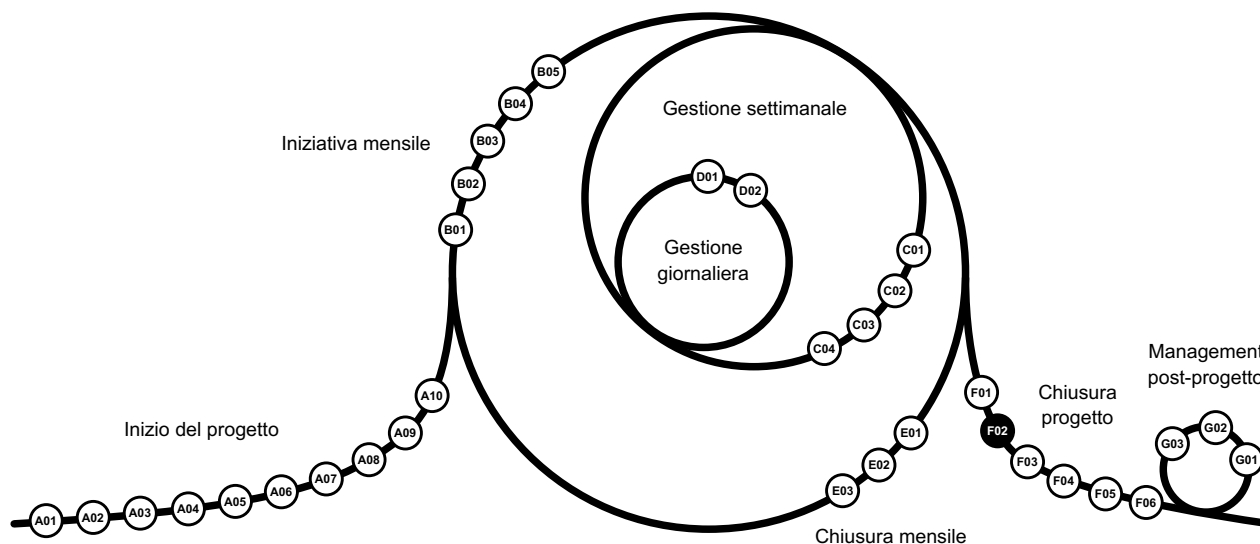 B05
B04
Gestione settimanale
B03
Iniziativa mensile
D01
B02
D02
B01
Gestione
giornaliera
C01
C02
C03
C04
Management
post-progetto
A10
F01
Chiusura
progetto
Inizio del progetto
A09
E01
F02
G02
G03
G01
A08
E02
F03
A07
F04
A06
E03
F05
A05
F06
A04
A03
A02
A01
Chiusura mensile